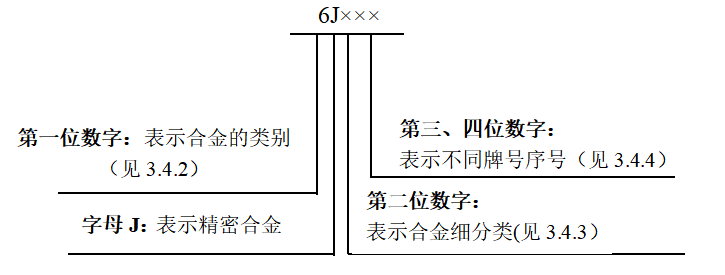 6J×××
第一位数字：表示合金的类别
（见 3.4.2）
字母 J：表示精密合金
第三、四位数字：
表示不同牌号序号（见 3.4.4）
第二位数字：
表示合金细分类(见 3.4.3）